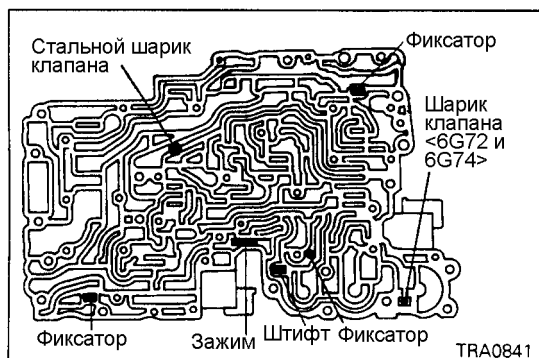 Стальной шарик
клапана
Фиксатор
Шарик
клапана
<6G72 и
6G74>
Фиксатор
Зажим
Штифт
Фиксатор
TRA0841